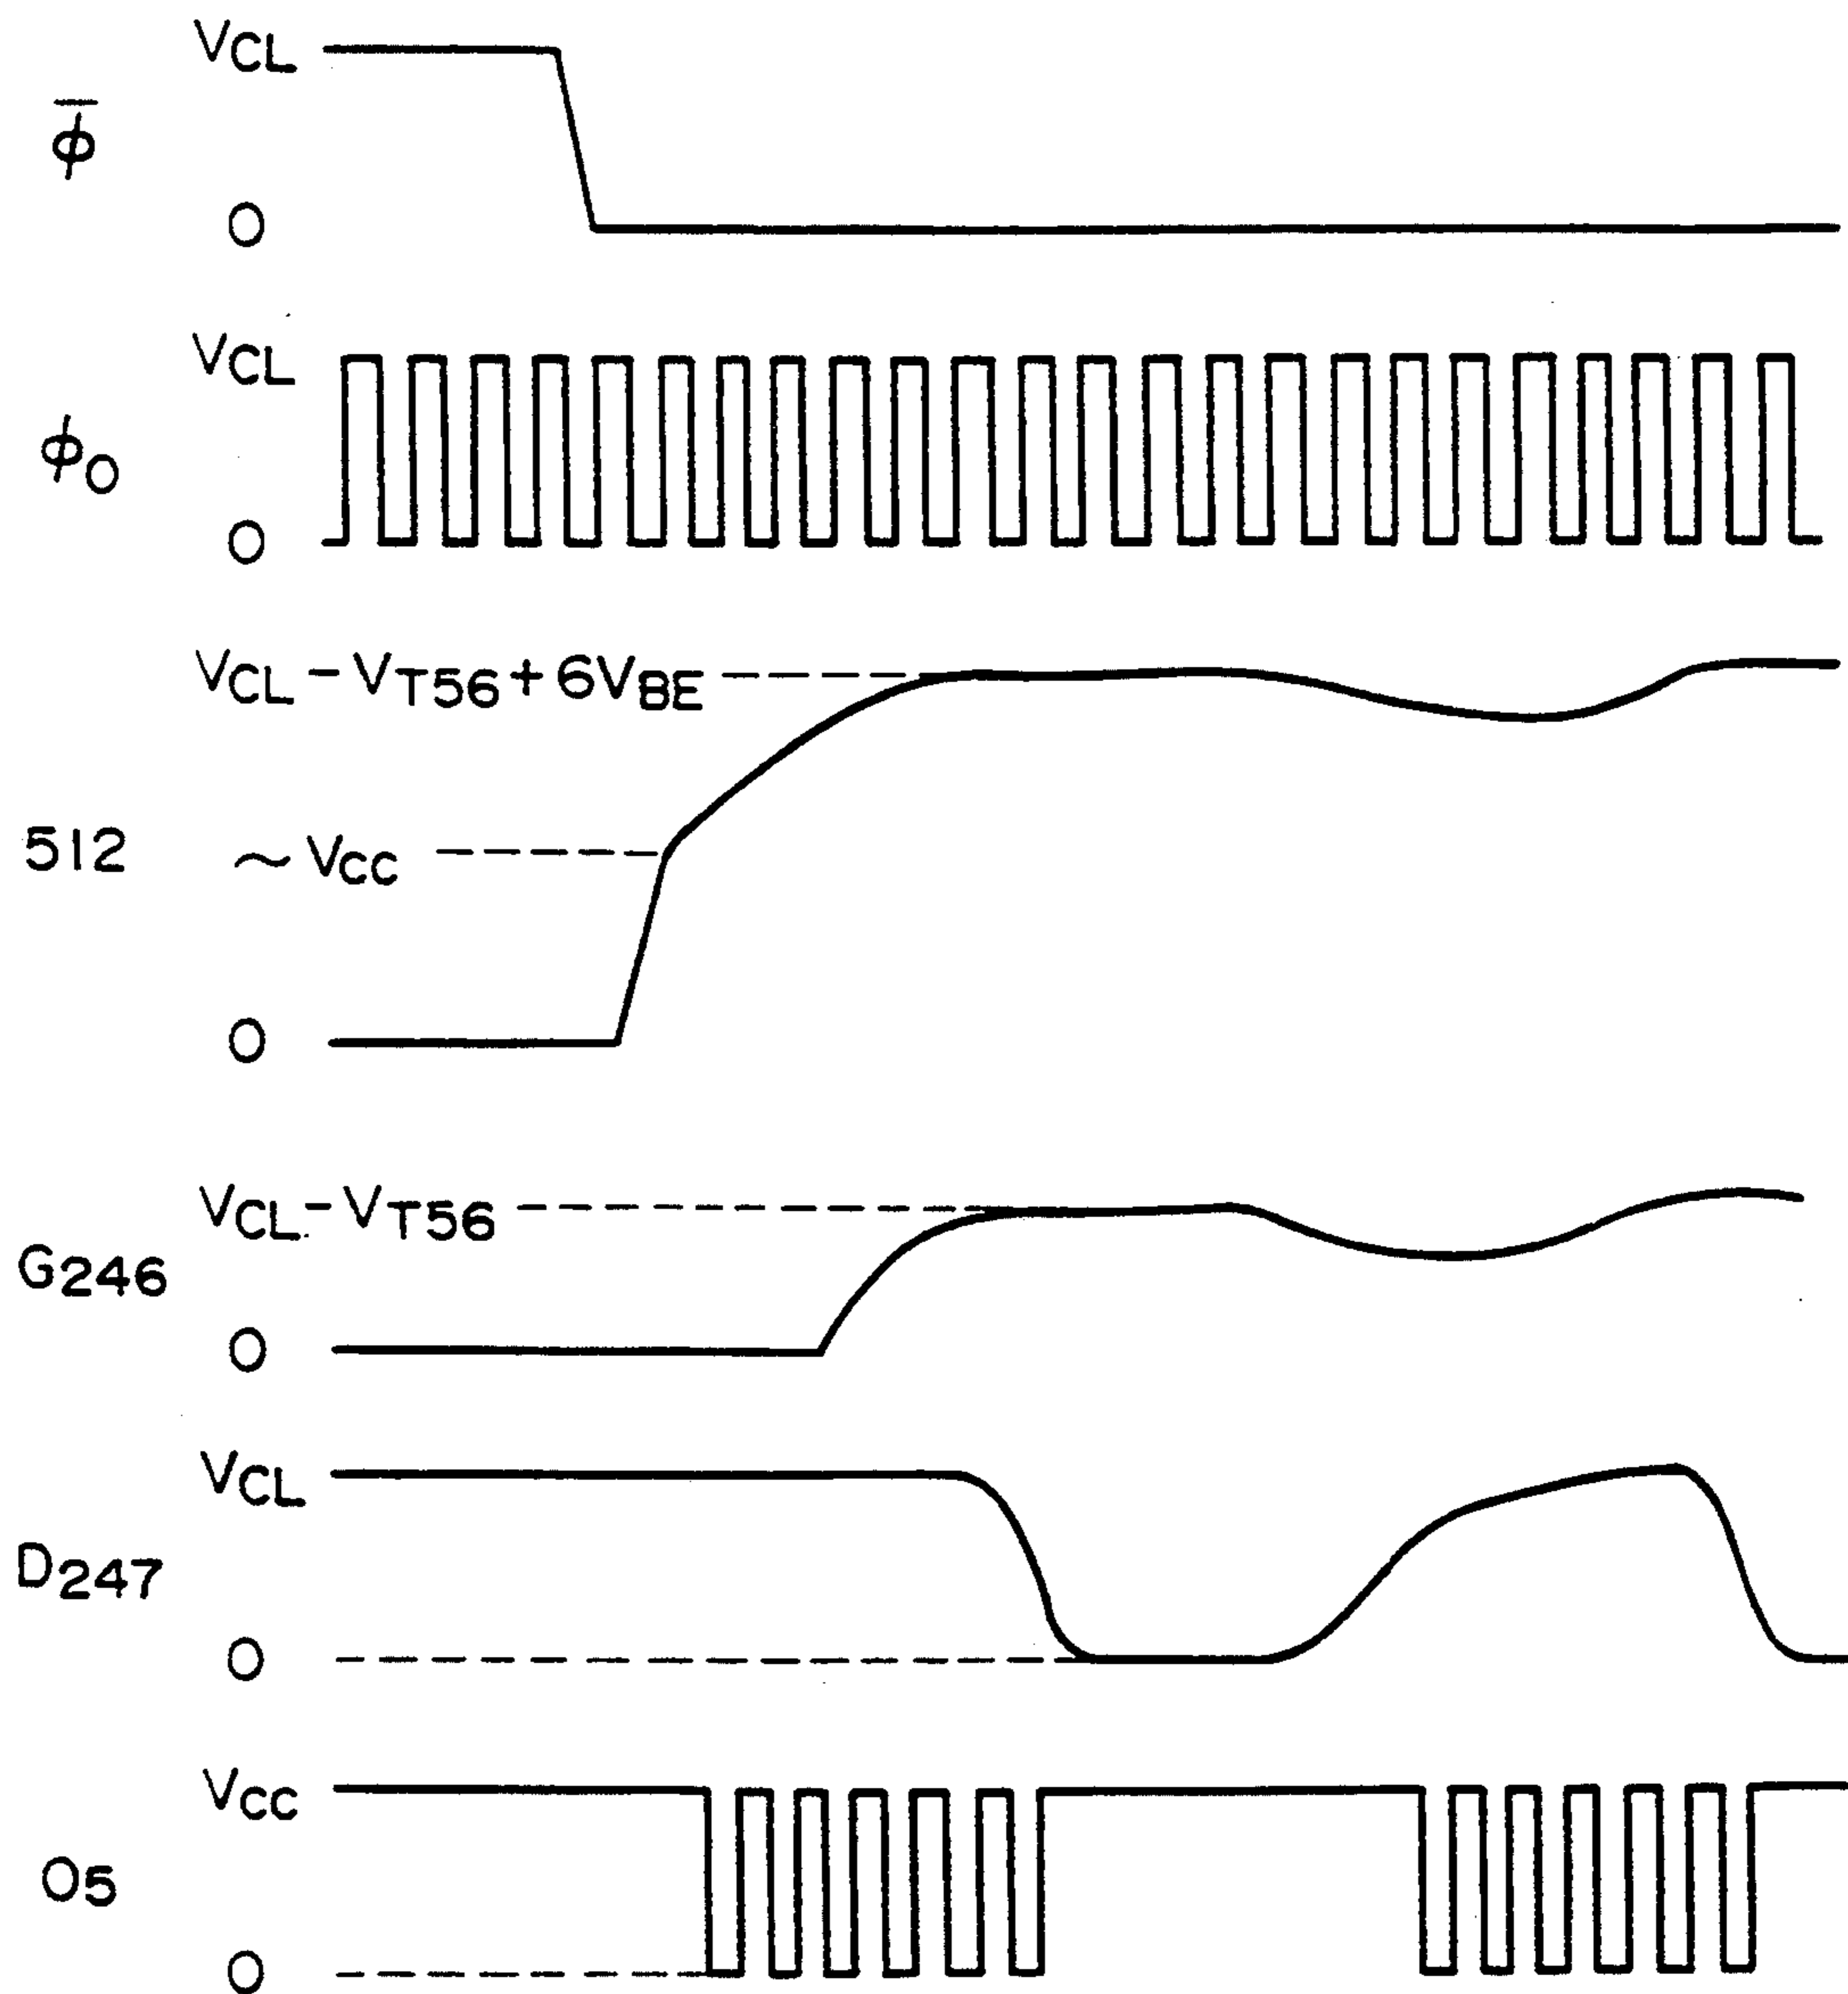 VCL
ϕ̅
0
VCL
ϕ0
0
VCL-VT56+6VBE
512
~VCC
0
VCL-VT56
G246
0
VCL
D247
0
VCC
O5
0